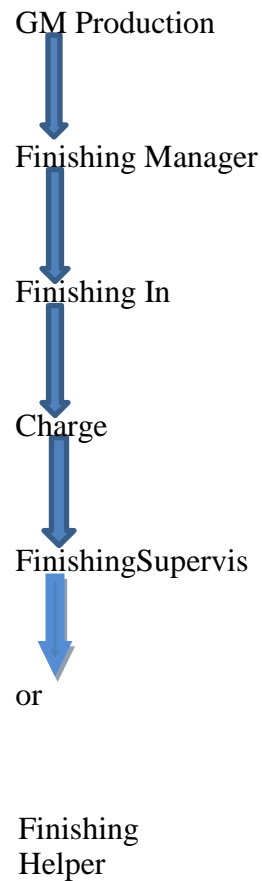 GM Production
Finishing Manager
Finishing In
Charge
FinishingSupervis
or
Finishing
Helper